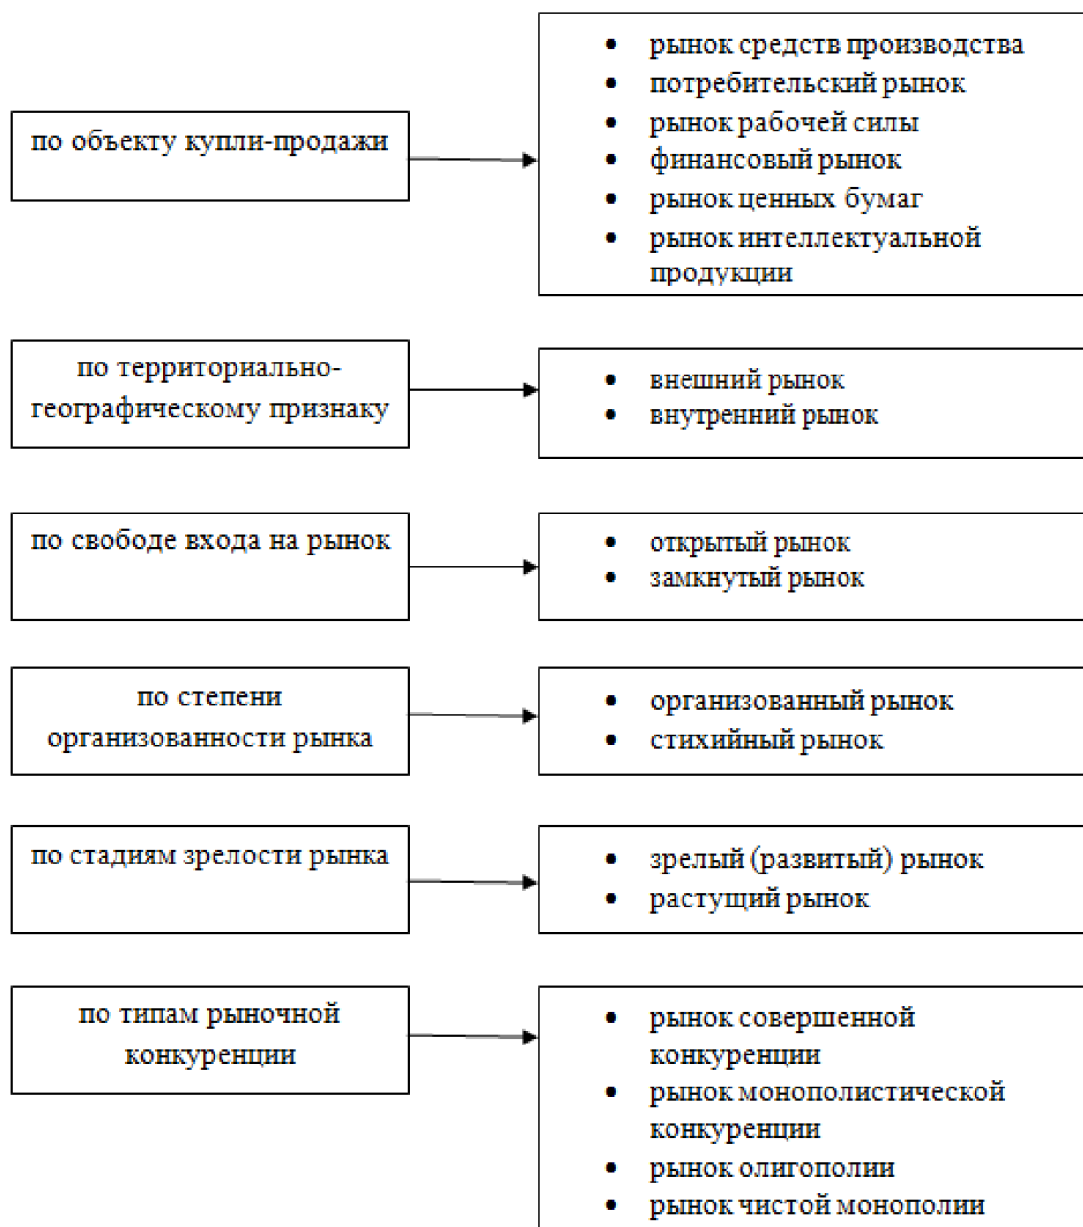 по объекту купли-продажи
• рынок средств производства
• потребительский рынок
• рынок рабочей силы
• финансовый рынок
• рынок ценных бумаг
• рынок интеллектуальной
продукции
по территориально-
географическому признаку
• внешний рынок
• внутренний рынок
по свободе входа на рынок
• открытый рынок
• замкнутый рынок
по степени
организованности рынка
• организованный рынок
• стихийный рынок
по стадиям зрелости рынка
• зрелый (развитый) рынок
• растущий рынок
по типам рыночной
конкуренции
• рынок совершенной
конкуренции
• рынок монополистической
конкуренции
• рынок олигополии
• рынок чистой монополии